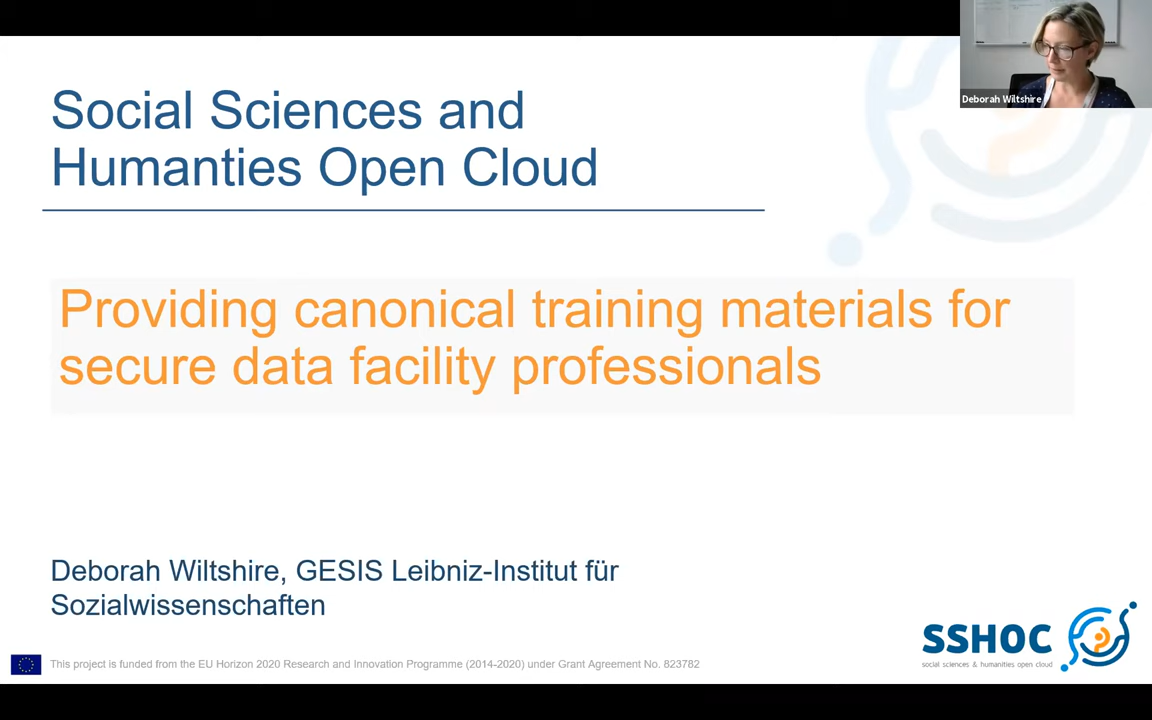 Deborah Wiltshire
Social Sciences and
Humanties Open Cloud
Providing canonical training materials for
secure data facility professionals
Deborah Wiltshire, GESIS Leibniz-Institut für
Sozialwissenschaften
This project is funded from the EU Horizon 2020 Research and Innovation Programme (2014-2020) under Grant Agreement No. 823782
SSHOC
social sciences & humanities open cloud